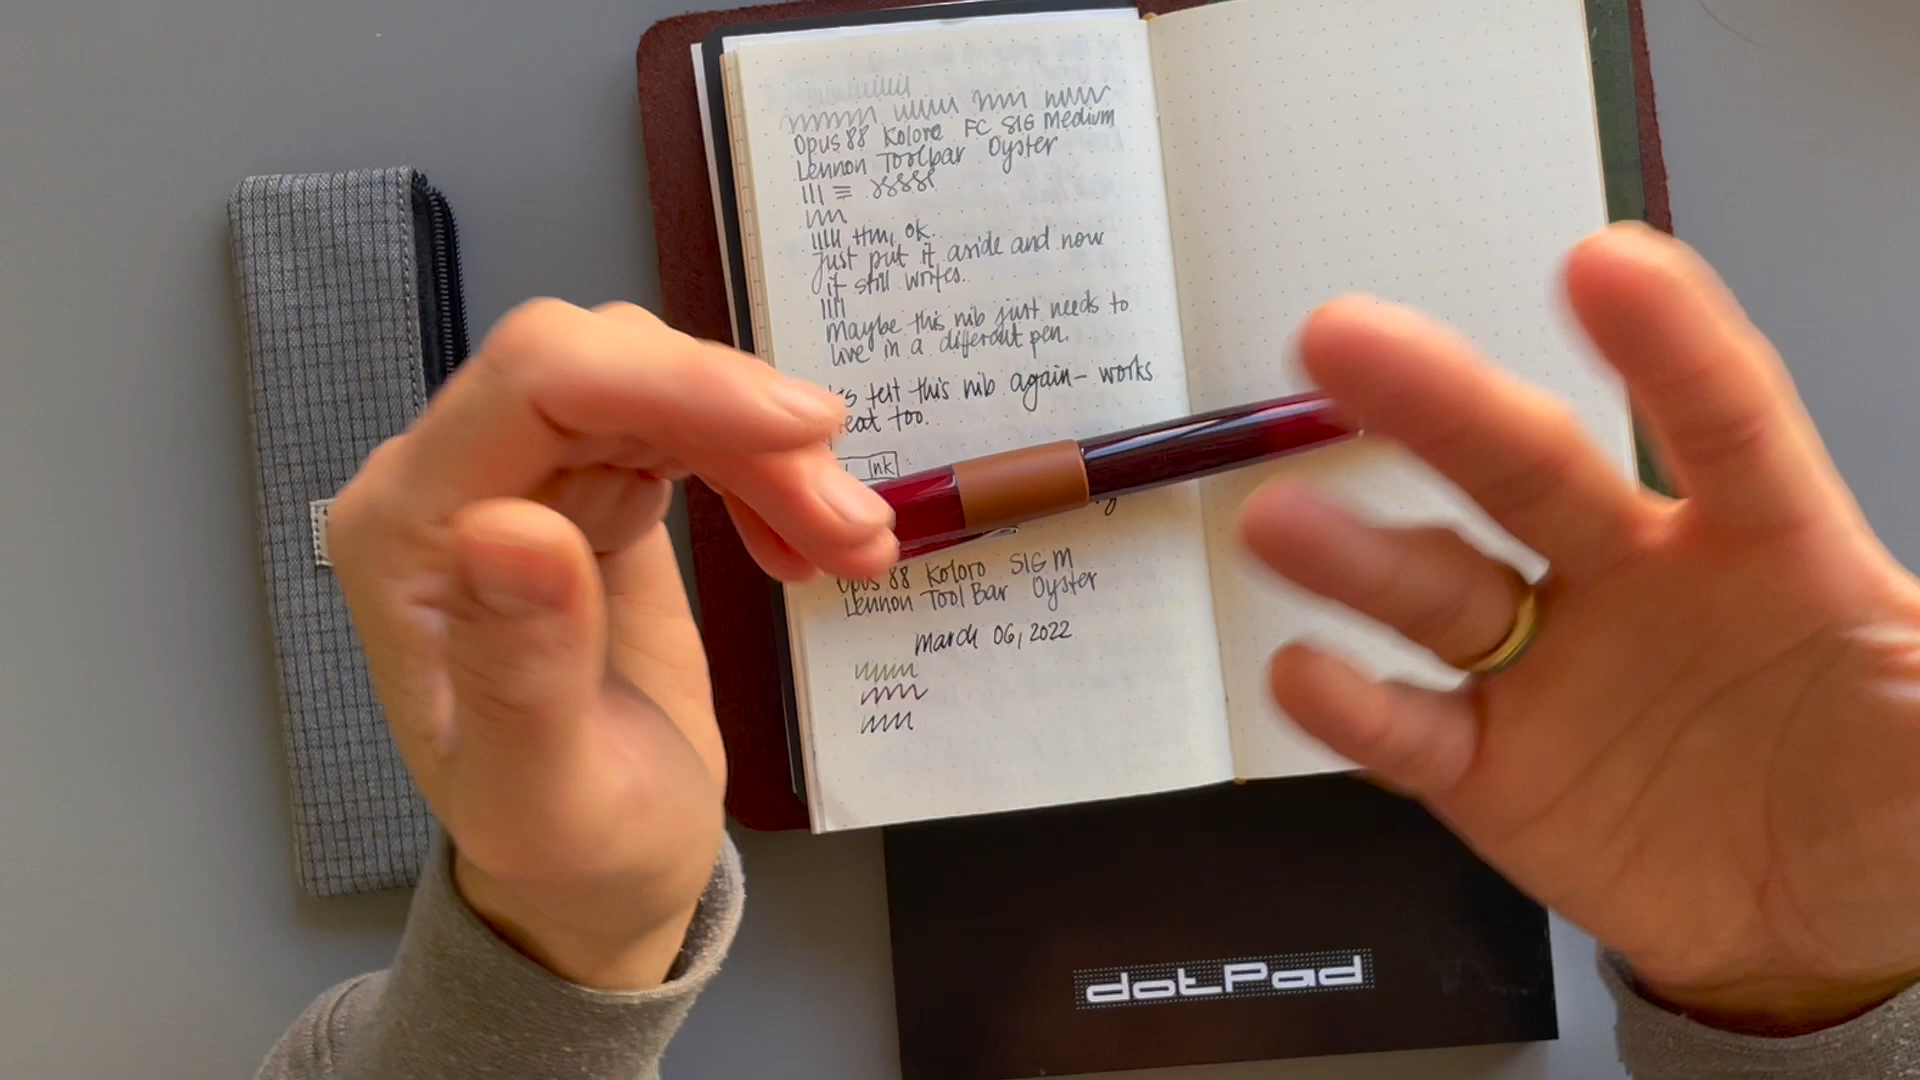 Opus 88 Koloro FC SIG Medium
Lennon Toolbar Oyster
Hm, ok.
Just put it aside and now
it still writes.
Maybe this nib just needs to
live in a different pen.
this nib again - works
too.
Ink
Opus 88 Koloro SIG M
Lennon Tool Bar Oyster
March 06, 2022
dotPad